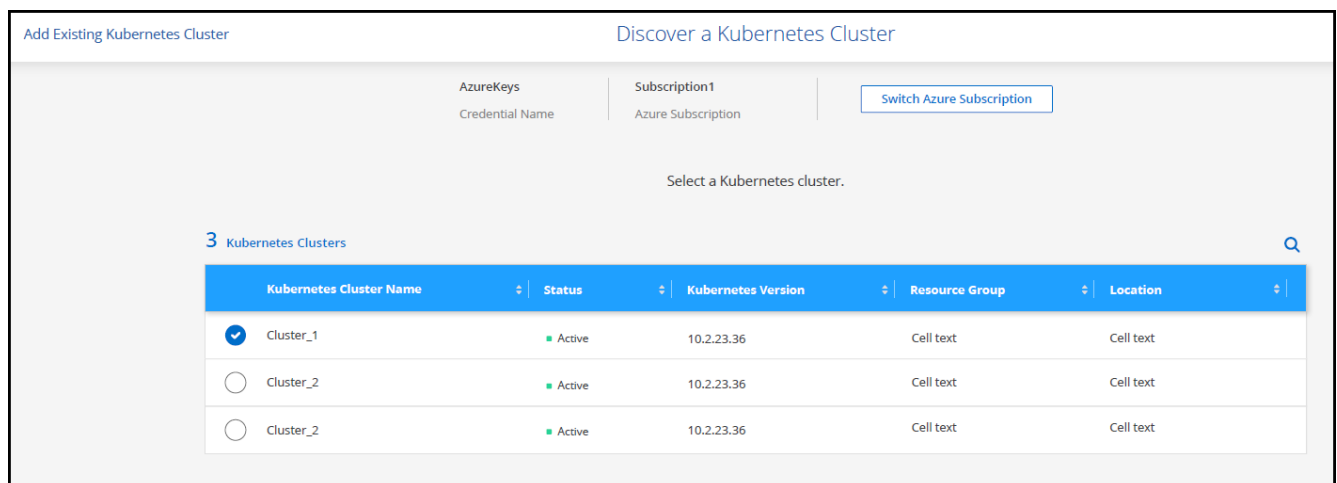 Add Existing Kubernetes Cluster
Discover a Kubernetes Cluster
AzureKeys
Credential Name
Subscription1
Azure Subscription
Switch Azure Subscription
Select a Kubernetes cluster.
3 Kubernetes Clusters
Kubernetes Cluster Name Status Kubernetes Version Resource Group Location
Cluster_1 Active 10.2.23.36 Cell text Cell text
Cluster_2 Active 10.2.23.36 Cell text Cell text
Cluster_2 Active 10.2.23.36 Cell text Cell text